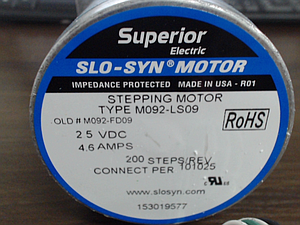 Superior
Electric
SLO-SYN® MOTOR
IMPEDANCE PROTECTED MADE IN USA - R01
STEPPING MOTOR
TYPE M092-LS09
OLD # M092-FD09
RoHS
2.5 VDC
4.6 AMPS
200 STEPS/REV.
CONNECT PER 101025
www.slosyn.com
153019577